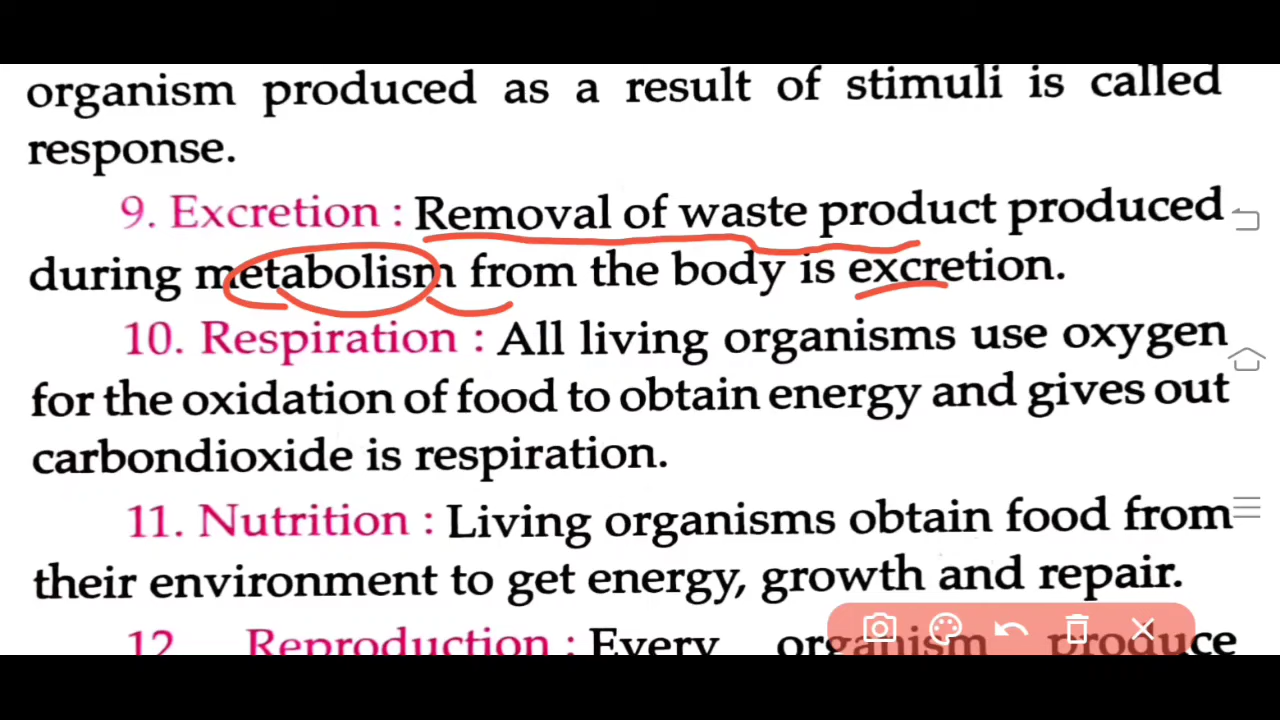 organism produced as a result of stimuli is called
response.
9. Excretion : Removal of waste product produced
during metabolism from the body is excretion.
10. Respiration : All living organisms use oxygen
for the oxidation of food to obtain energy and gives out
carbondioxide is respiration.
11. Nutrition : Living organisms obtain food from
their environment to get energy, growth and repair.
12. Reproduction : Every organism produce